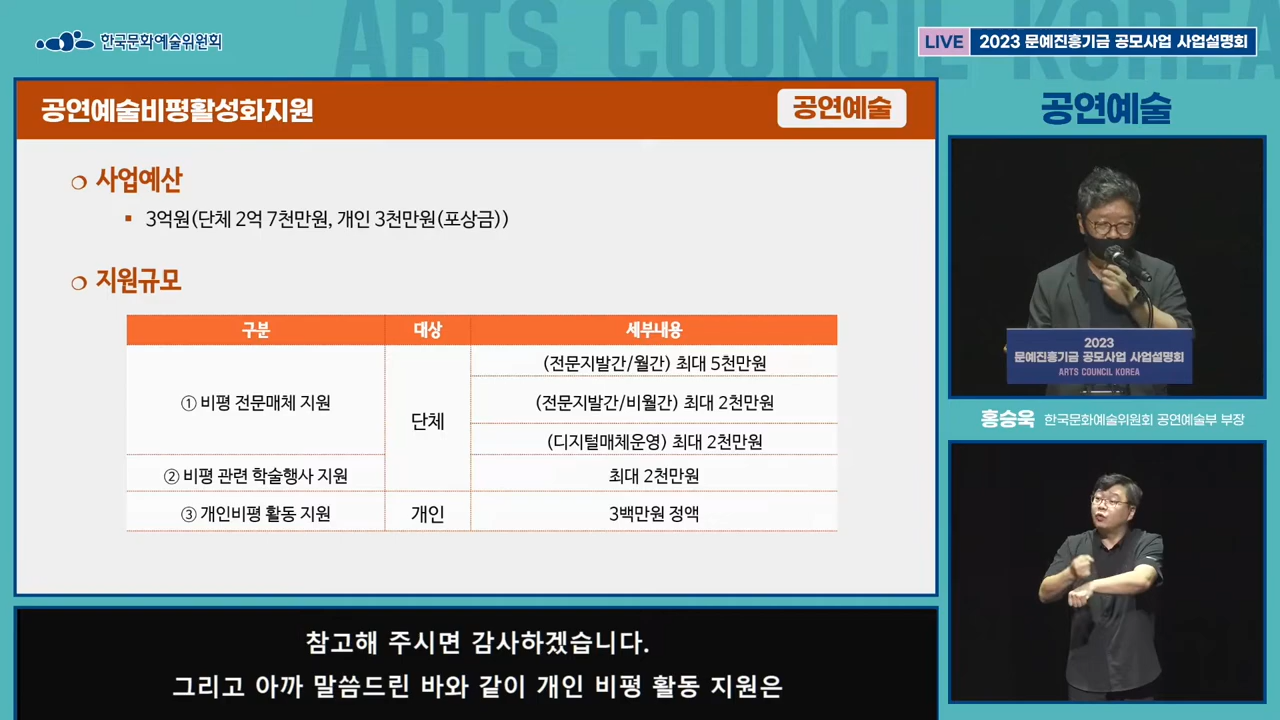 ARTS COUNCIL KOREA
한국문화예술위원회
LIVE 2023 문예진흥기금 공모사업 사업설명회
공연예술비평활성화지원
공연예술
❍ 사업예산
▪ 3억원(단체 2억 7천만원, 개인 3천만원(포상금))
❍ 지원규모
구분 대상 세부내용
① 비평 전문매체 지원 단체 (전문지발간/월간) 최대 5천만원
(전문지발간/비월간) 최대 2천만원
(디지털매체운영) 최대 2천만원
② 비평 관련 학술행사 지원 최대 2천만원
③ 개인비평 활동 지원 개인 3백만원 정액
공연예술
2023
문예진흥기금 공모사업 사업설명회
ARTS COUNCIL KOREA
홍승욱 한국문화예술위원회 공연예술부 부장
참고해 주시면 감사하겠습니다.
그리고 아까 말씀드린 바와 같이 개인 비평 활동 지원은